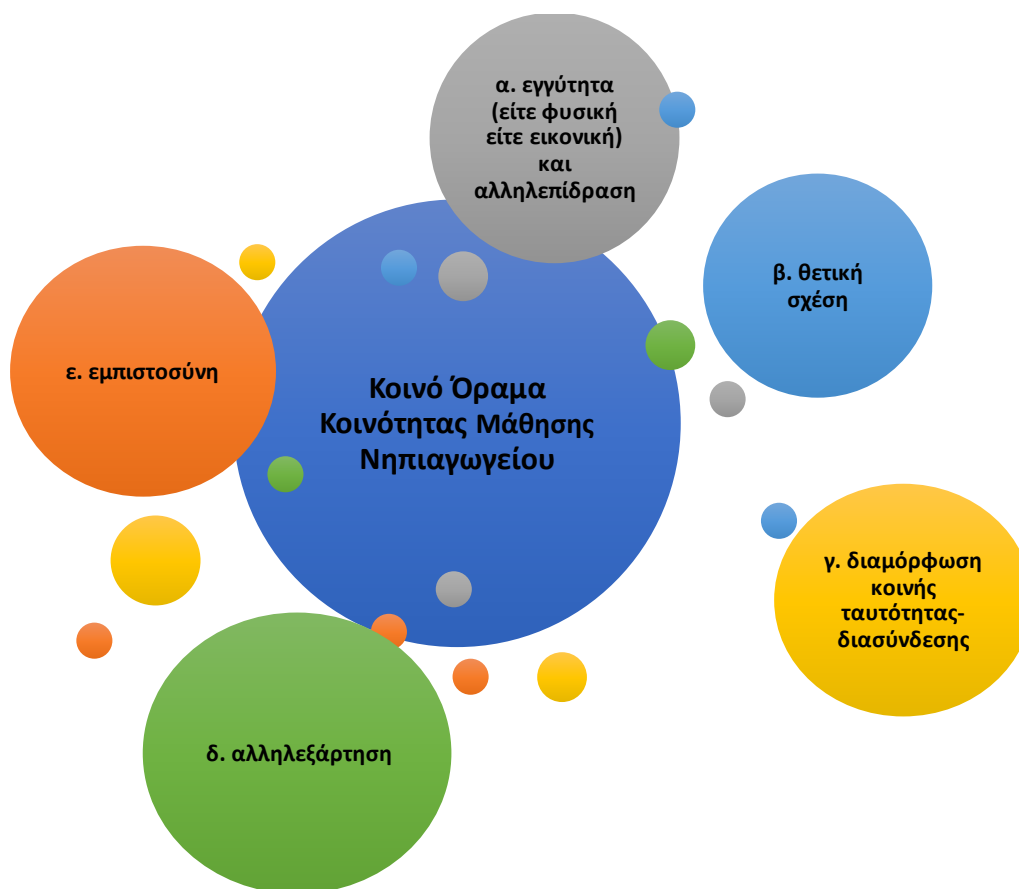 α. εγγύτητα
(είτε φυσική
είτε εικονική)
και
αλληλεπίδραση
β. θετική
σχέση
ε. εμπιστοσύνη
Κοινό Όραμα
Κοινότητας Μάθησης
Νηπιαγωγείου
γ. διαμόρφωση
κοινής
ταυτότητας-
διασύνδεσης
δ. αλληλεξάρτηση